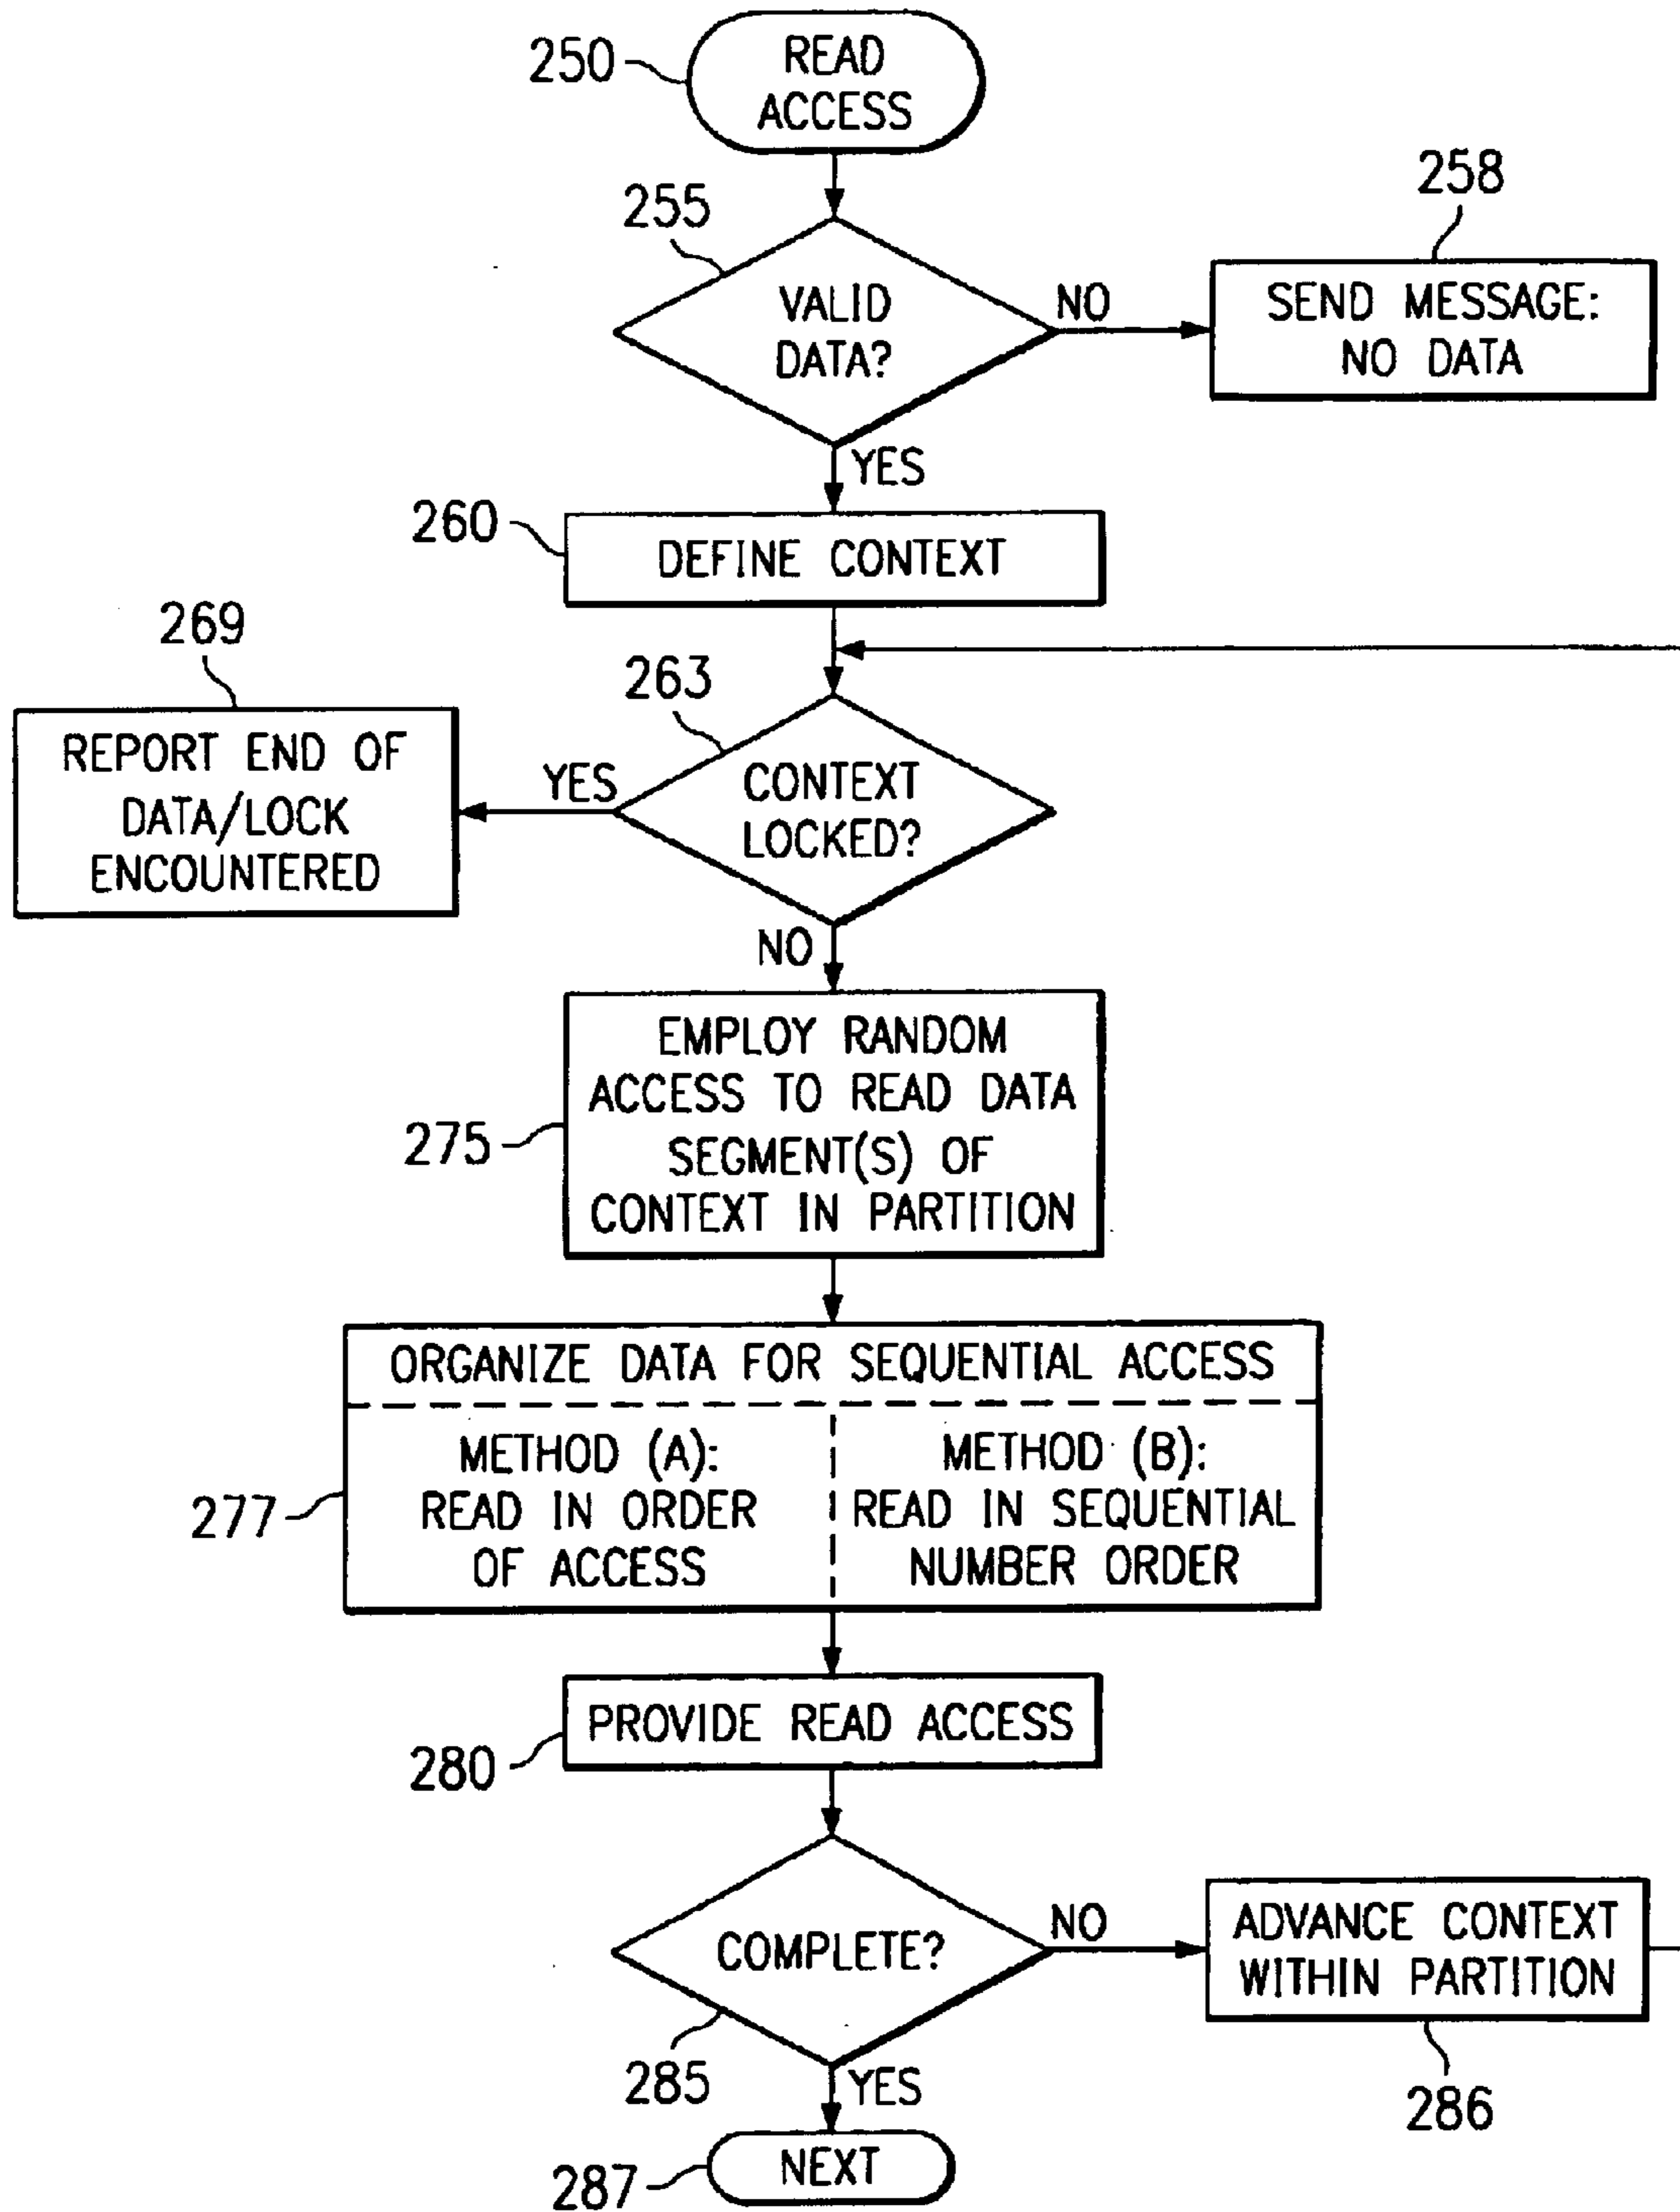 250
READ
ACCESS
255
VALID
DATA?
NO
258
SEND MESSAGE:
NO DATA
YES
260
DEFINE CONTEXT
269
REPORT END OF
DATA/LOCK
ENCOUNTERED
YES
263
CONTEXT
LOCKED?
NO
275
EMPLOY RANDOM
ACCESS TO READ DATA
SEGMENT(S) OF
CONTEXT IN PARTITION
277
ORGANIZE DATA FOR SEQUENTIAL ACCESS
METHOD (A):
READ IN ORDER
OF ACCESS
METHOD (B):
READ IN SEQUENTIAL
NUMBER ORDER
280
PROVIDE READ ACCESS
285
COMPLETE?
NO
ADVANCE CONTEXT
WITHIN PARTITION
286
YES
287
NEXT